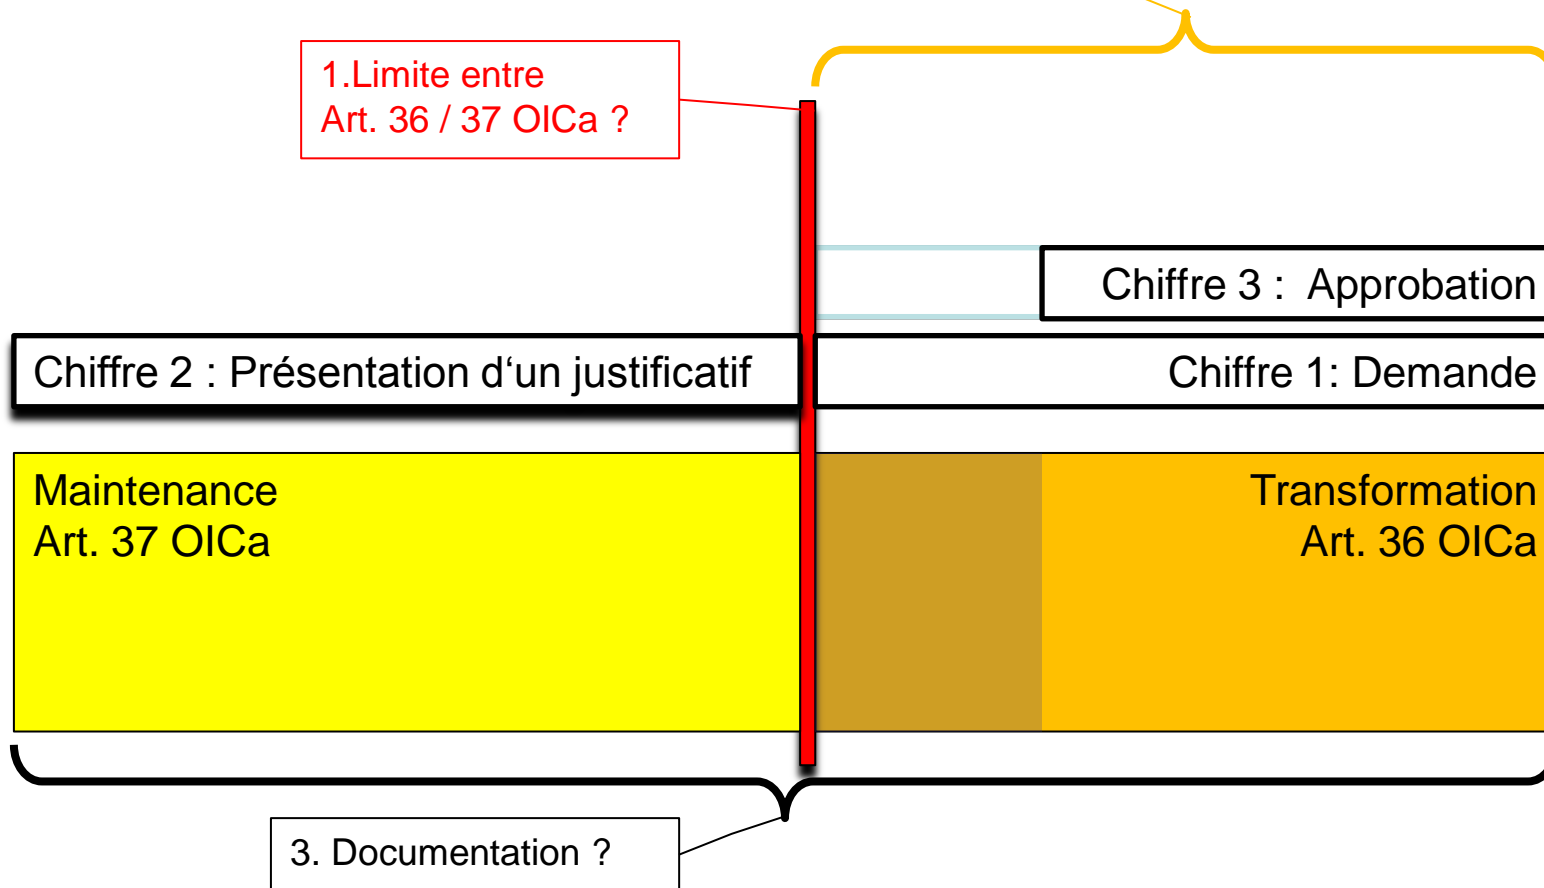 1.Limite entre
Art. 36 / 37 OICa ?
Chiffre 3 :  Approbation
Chiffre 2 : Présentation d‘un justificatif
Chiffre 1: Demande
Maintenance
Art. 37 OICa
Transformation
Art. 36 OICa
3. Documentation ?